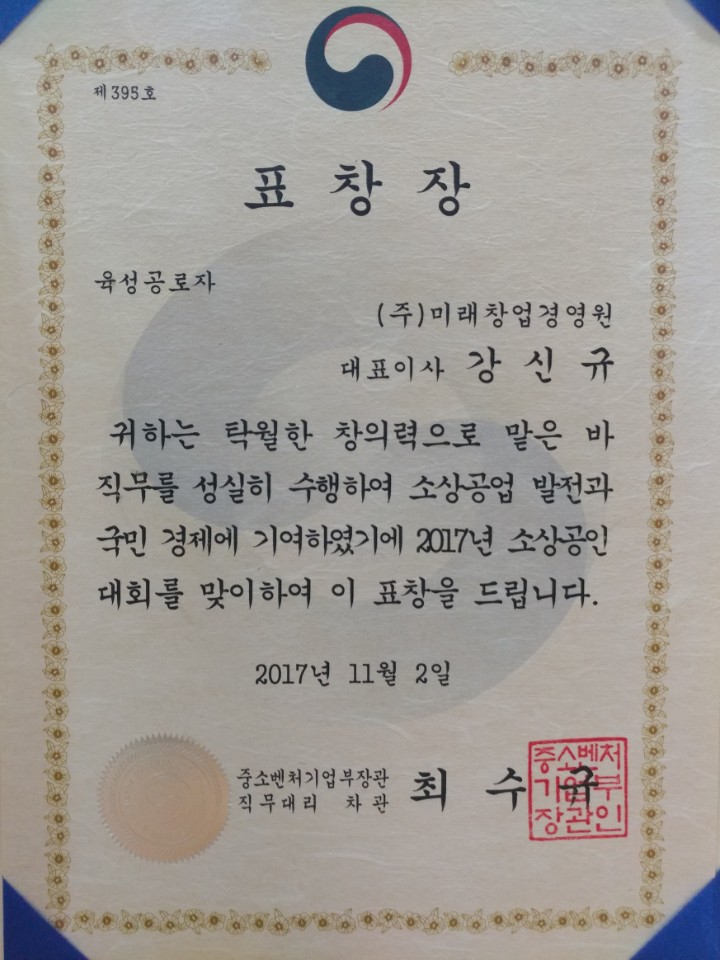 제 395 호
표 창 장
육성공로자
(주)미래창업경영원
대표이사 강 신 규
귀하는 탁월한 창의력으로 맡은 바
직무를 성실히 수행하여 소상공업 발전과
국민 경제에 기여하였기에 2017년 소상공인
대회를 맞이하여 이 표창을 드립니다.
2017년 11월 2일
중소벤처기업부장관
직무대리 차관 최 수 규
중소벤처
기업부
장관인